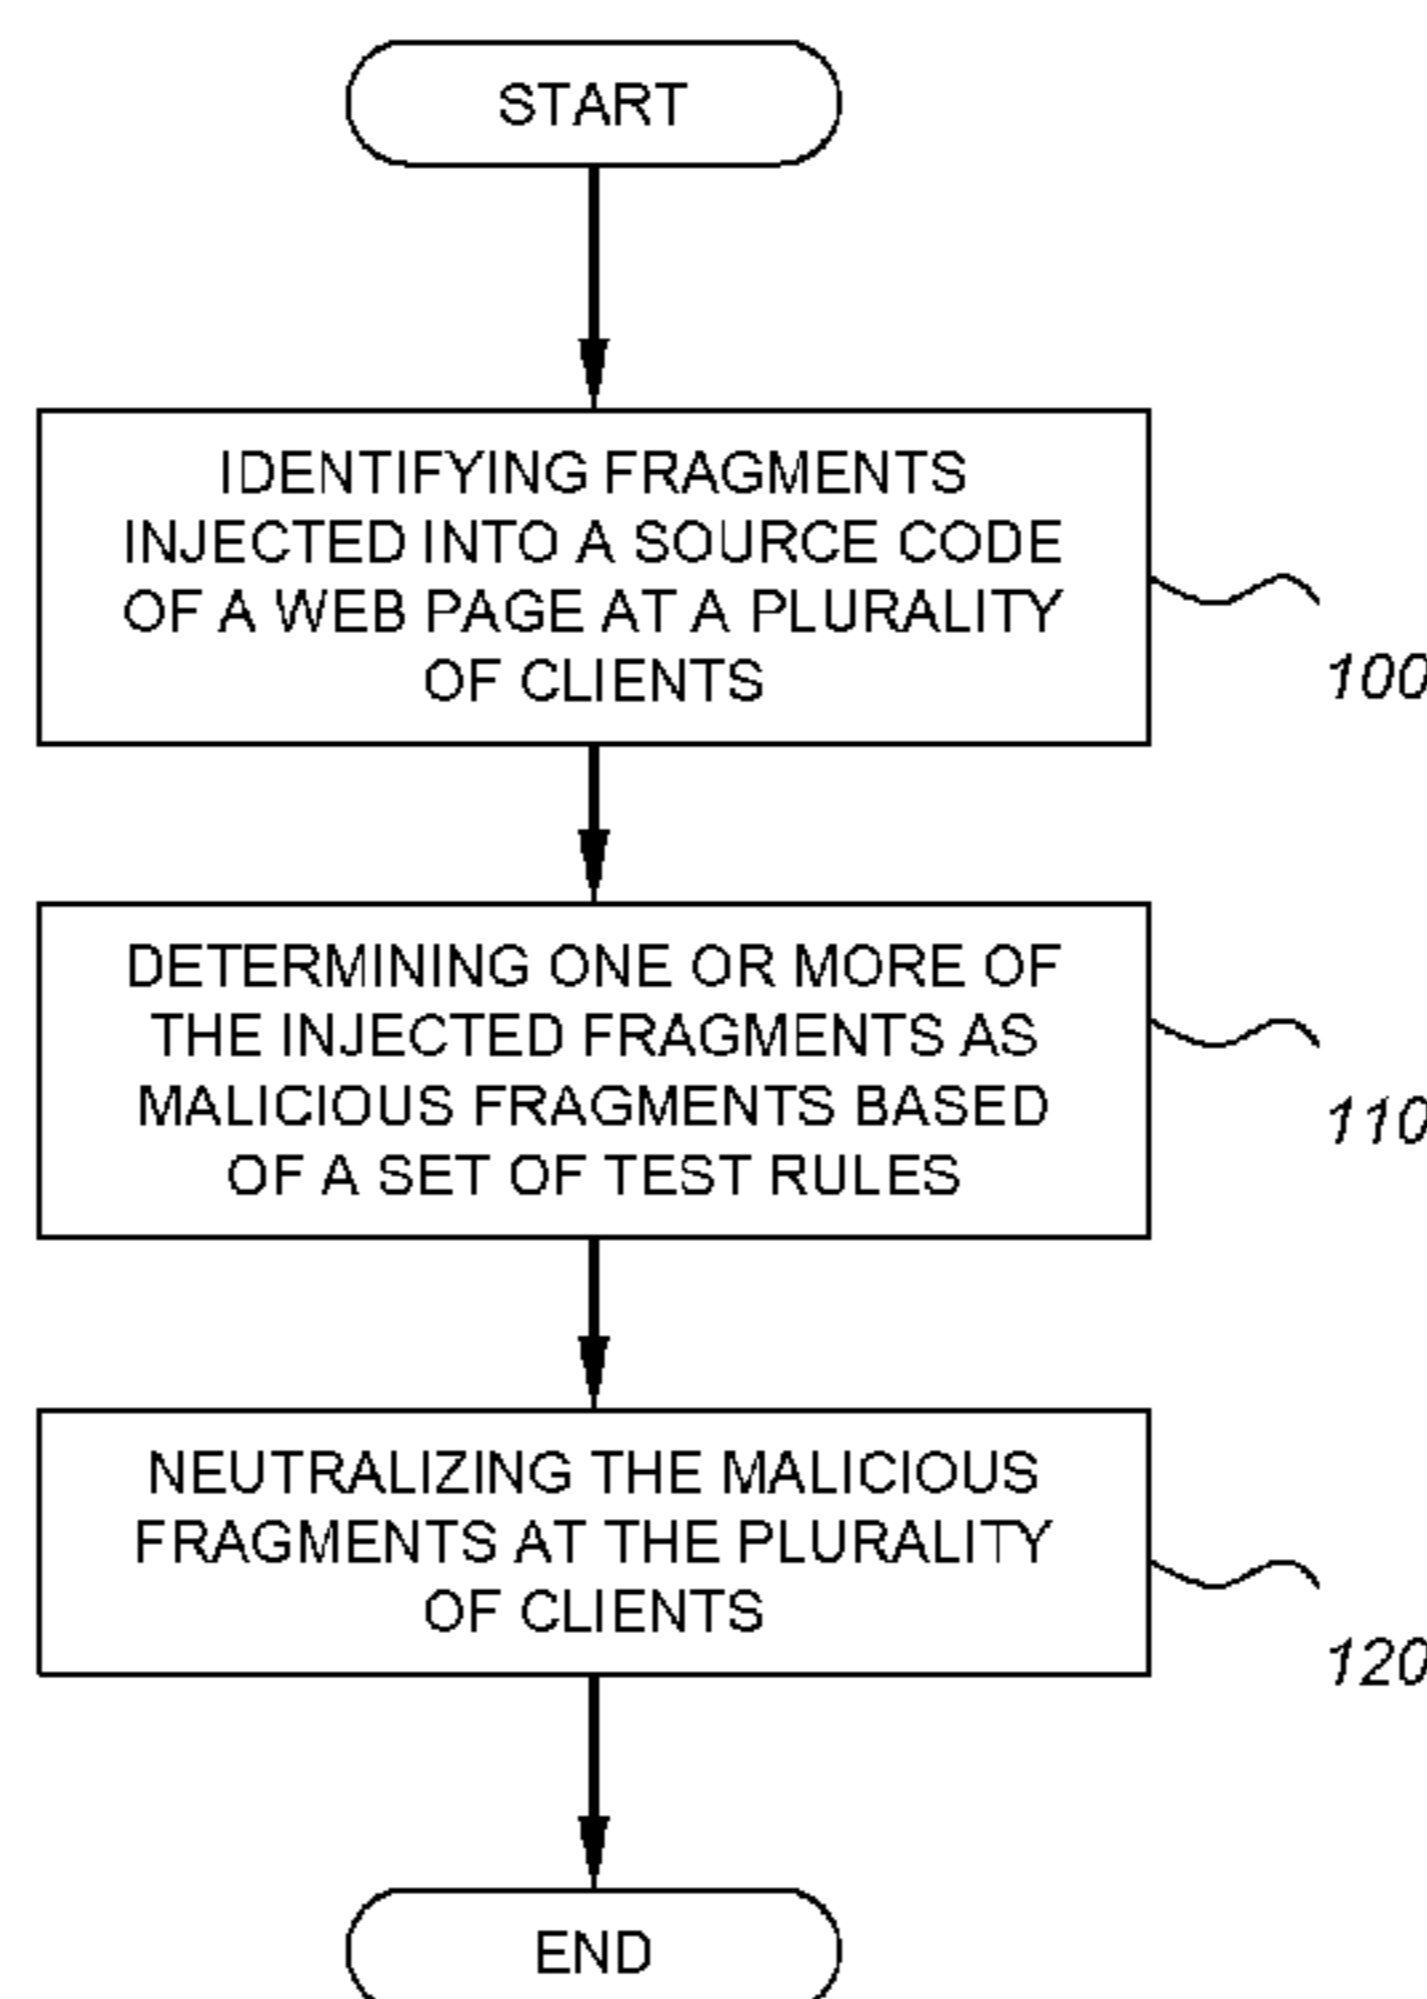 START
IDENTIFYING FRAGMENTS
INJECTED INTO A SOURCE CODE
OF A WEB PAGE AT A PLURALITY
OF CLIENTS
100
DETERMINING ONE OR MORE OF
THE INJECTED FRAGMENTS AS
MALICIOUS FRAGMENTS BASED
OF A SET OF TEST RULES
110
NEUTRALIZING THE MALICIOUS
FRAGMENTS AT THE PLURALITY
OF CLIENTS
120
END